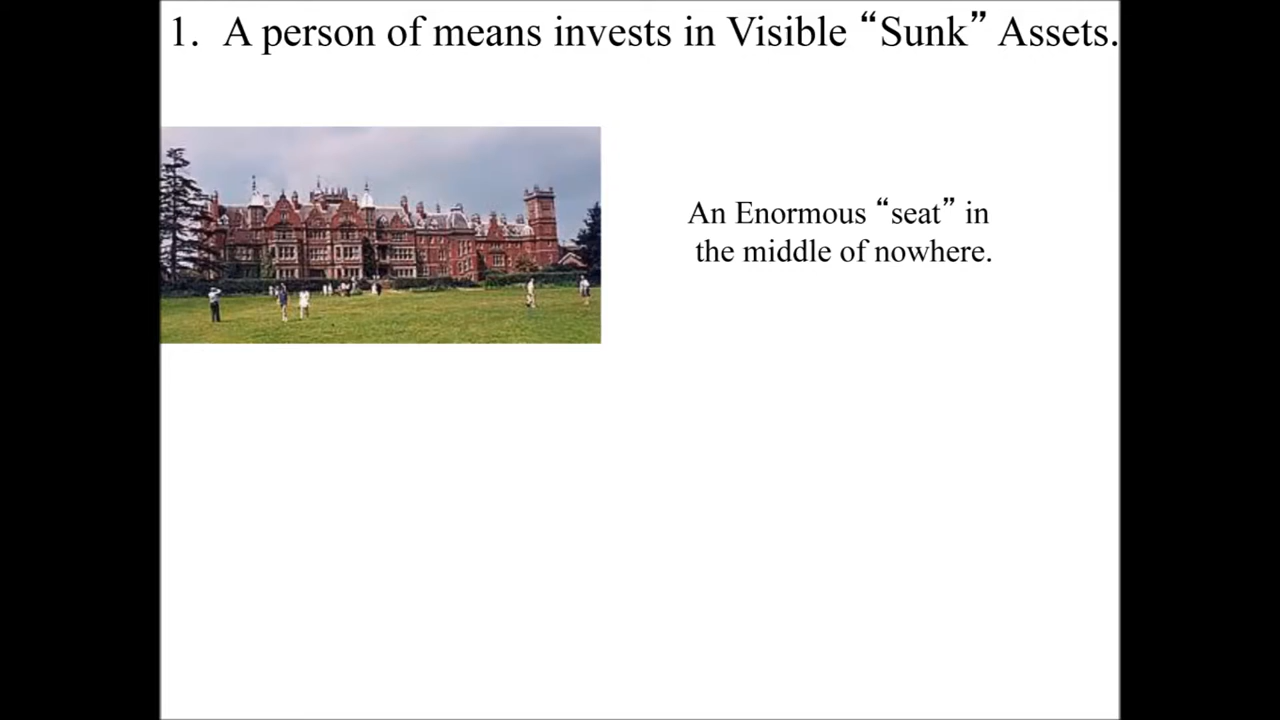 1. A person of means invests in Visible “Sunk” Assets.
An Enormous “seat” in
the middle of nowhere.